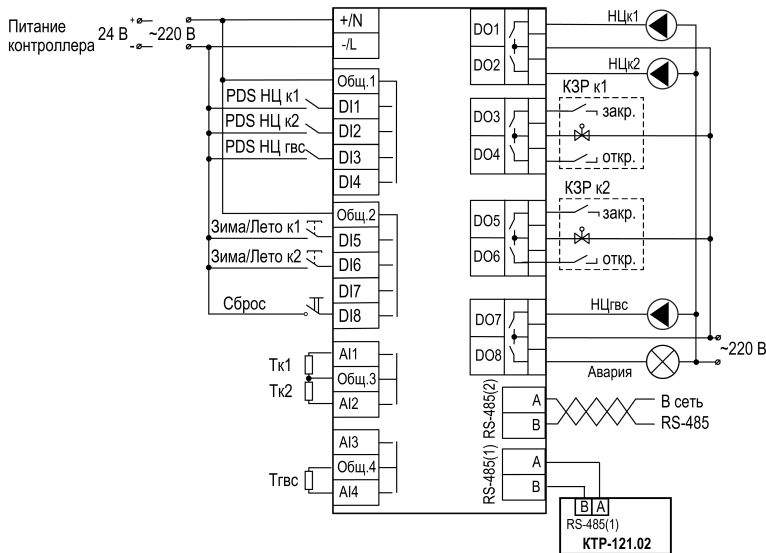 Питание
контроллера
24 В
+
-
~220 В
+/N
-/L
Общ.1
PDS НЦ к1
DI1
PDS НЦ к2
DI2
PDS НЦ гвс
DI3
DI4
Общ.2
Зима/Лето к1
DI5
Зима/Лето к2
DI6
DI7
Сброс
DI8
Тк1
AI1
Общ.3
Тк2
AI2
AI3
Общ.4
Тгвс
AI4
DO1
НЦк1
DO2
НЦк2
КЗР к1
DO3
закр.
DO4
откр.
КЗР к2
DO5
закр.
DO6
откр.
DO7
НЦгвс
DO8
Авария
~220 В
RS-485(2)
A
B
В сеть
RS-485
RS-485(1)
A
B
B A
RS-485(1)
КТР-121.02